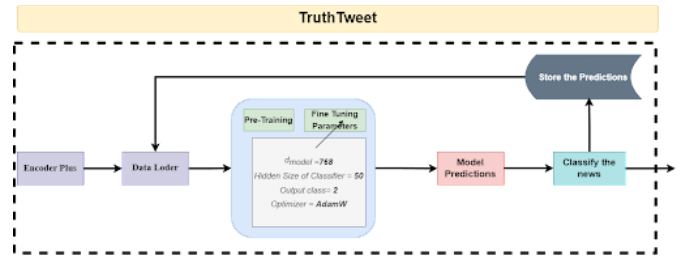 TruthTweet
Store the Predictions
Pre-Training
Fine Tuning
Parameters
Encoder Plus
Data Loder
dmodel =768
Hidden Size of Classifier = 50
Output class= 2
Optimizer = AdamW
Model
Predictions
Classify the
news